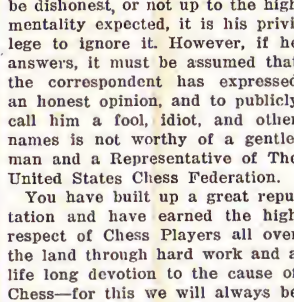 be dishonest, or not up to the high
mentality expected, it is his privi
lege to ignore it. However, if he
answers, it must be assumed that
the correspondent has expressed
an honest opinion, and to publicly
call him a fool, idiot, and other
names is not worthy of a gentle
man and a Representative of The
United States Chess Federation.
You have built up a great repu
tation and have earned the high
respect of Chess Players all over
the land through hard work and a
life long devotion to the cause of
Chess—for this we will always be